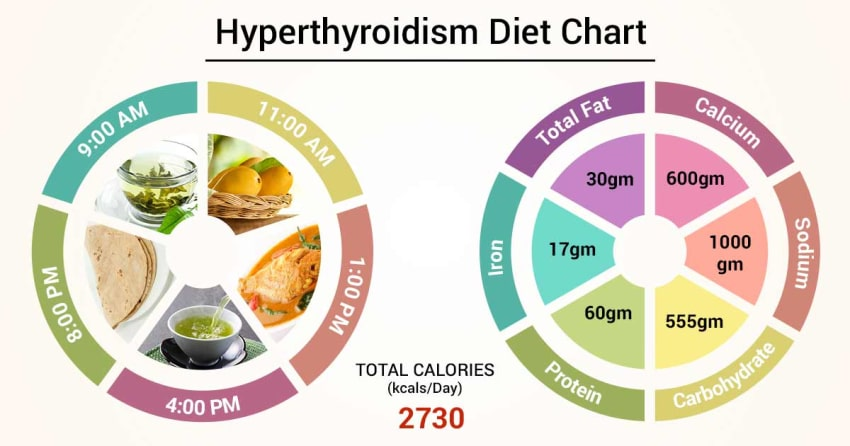 Hyperthyroidism Diet Chart
9:00 AM
11:00 AM
1:00 PM
4:00 PM
8:00 PM
TOTAL CALORIES
(kcals/Day)
2730
Total Fat
30gm
Calcium
600gm
Sodium
1000
gm
Carbohydrate
555gm
Protein
60gm
Iron
17gm